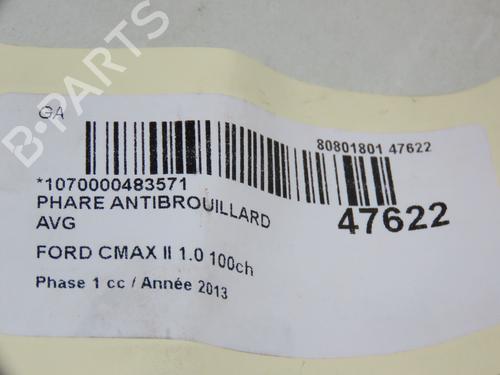 GA
80801801 47622
*1070000483571
PHARE ANTIBROUILLARD
AVG
47622
FORD CMAX II 1.0 100ch
Phase 1 cc / Année 2013
B-PARTS